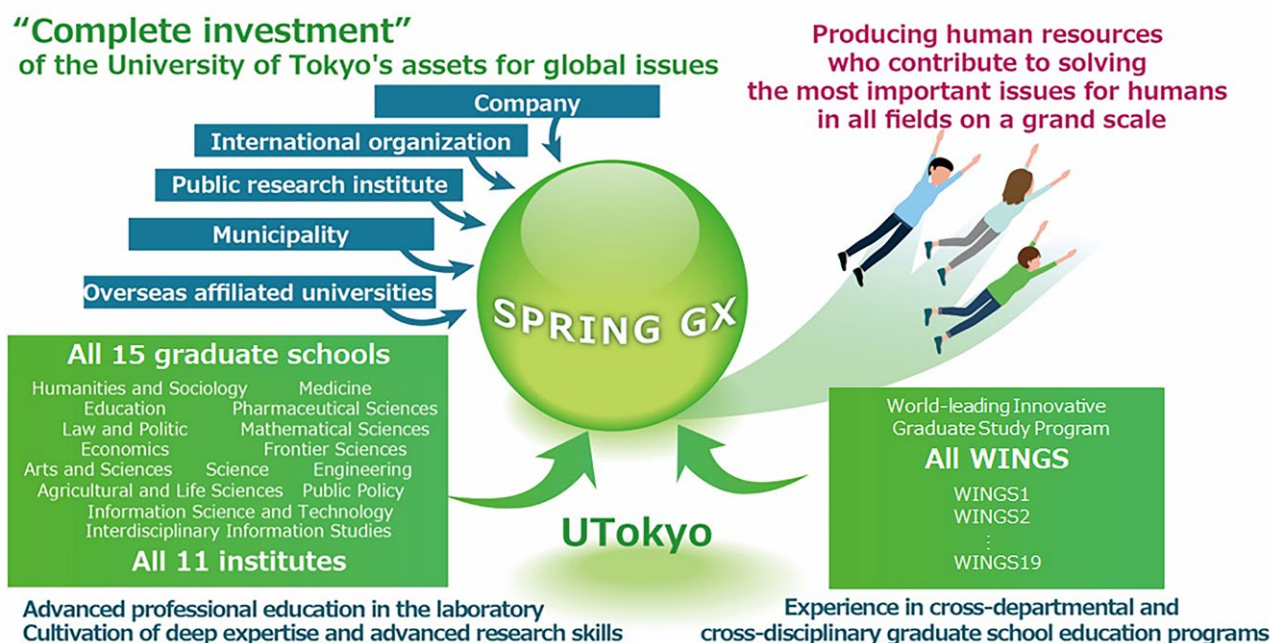 “Complete investment”
of the University of Tokyo's assets for global issues
Company
International organization
Public research institute
Municipality
Overseas affiliated universities
Producing human resources
who contribute to solving
the most important issues for humans
in all fields on a grand scale
SPRING GX
All 15 graduate schools
Humanities and Sociology Medicine
Education Pharmaceutical Sciences
Law and Politic Mathematical Sciences
Economics Frontier Sciences
Arts and Sciences Science Engineering
Agricultural and Life Sciences Public Policy
Information Science and Technology
Interdisciplinary Information Studies
All 11 institutes
Advanced professional education in the laboratory
Cultivation of deep expertise and advanced research skills
UTokyo
World-leading Innovative
Graduate Study Program
All WINGS
WINGS1
WINGS2
:
WINGS19
Experience in cross-departmental and
cross-disciplinary graduate school education programs